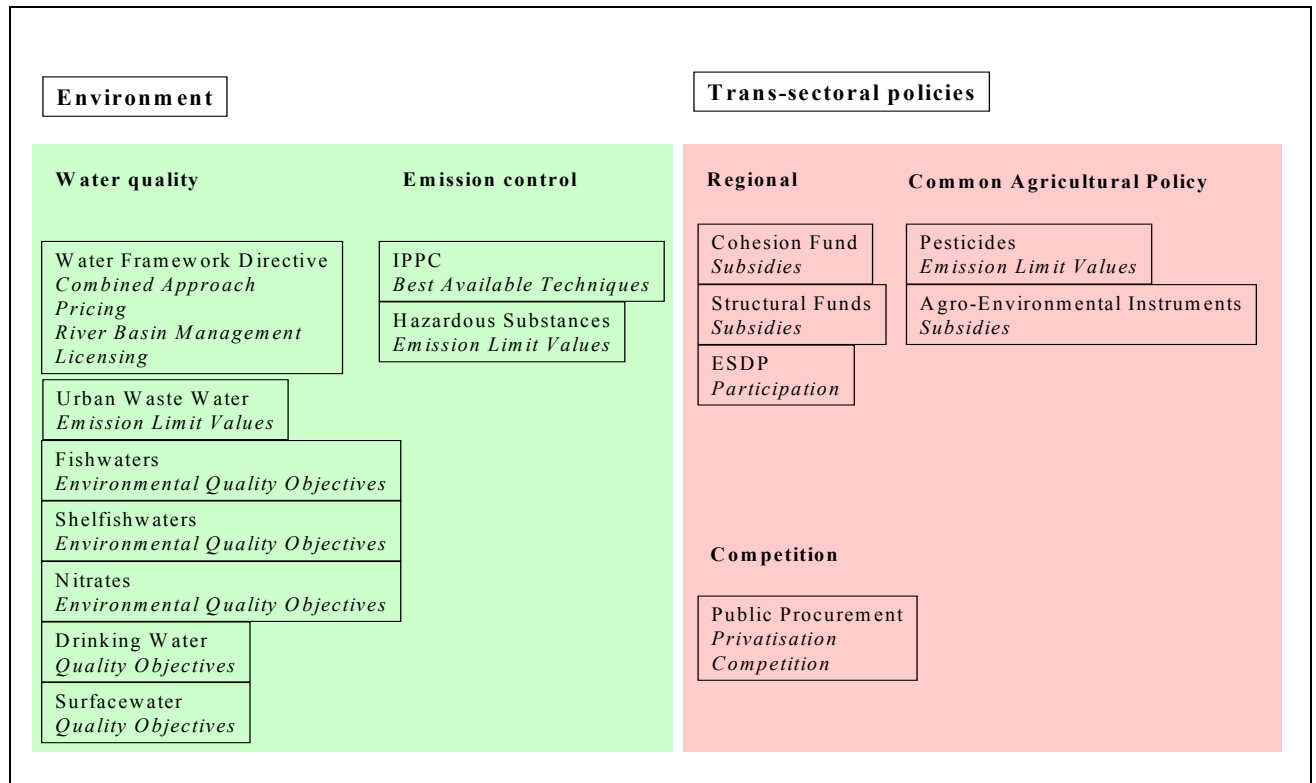 Environment
Trans-sectoral policies
Water quality
Emission control
Water Framework Directive
Combined Approach
Pricing
River Basin Management
Licensing
Urban Waste Water
Emission Limit Values
Fishwaters
Environmental Quality Objectives
Shelfishwaters
Environmental Quality Objectives
Nitrates
Environmental Quality Objectives
Drinking Water
Quality Objectives
Surfacewater
Quality Objectives
IPPC
Best Available Techniques
Hazardous Substances
Emission Limit Values
Regional
Common Agricultural Policy
Cohesion Fund
Subsidies
Structural Funds
Subsidies
ESDP
Participation
Pesticides
Emission Limit Values
Agro-Environmental Instruments
Subsidies
Competition
Public Procurement
Privatisation
Competition